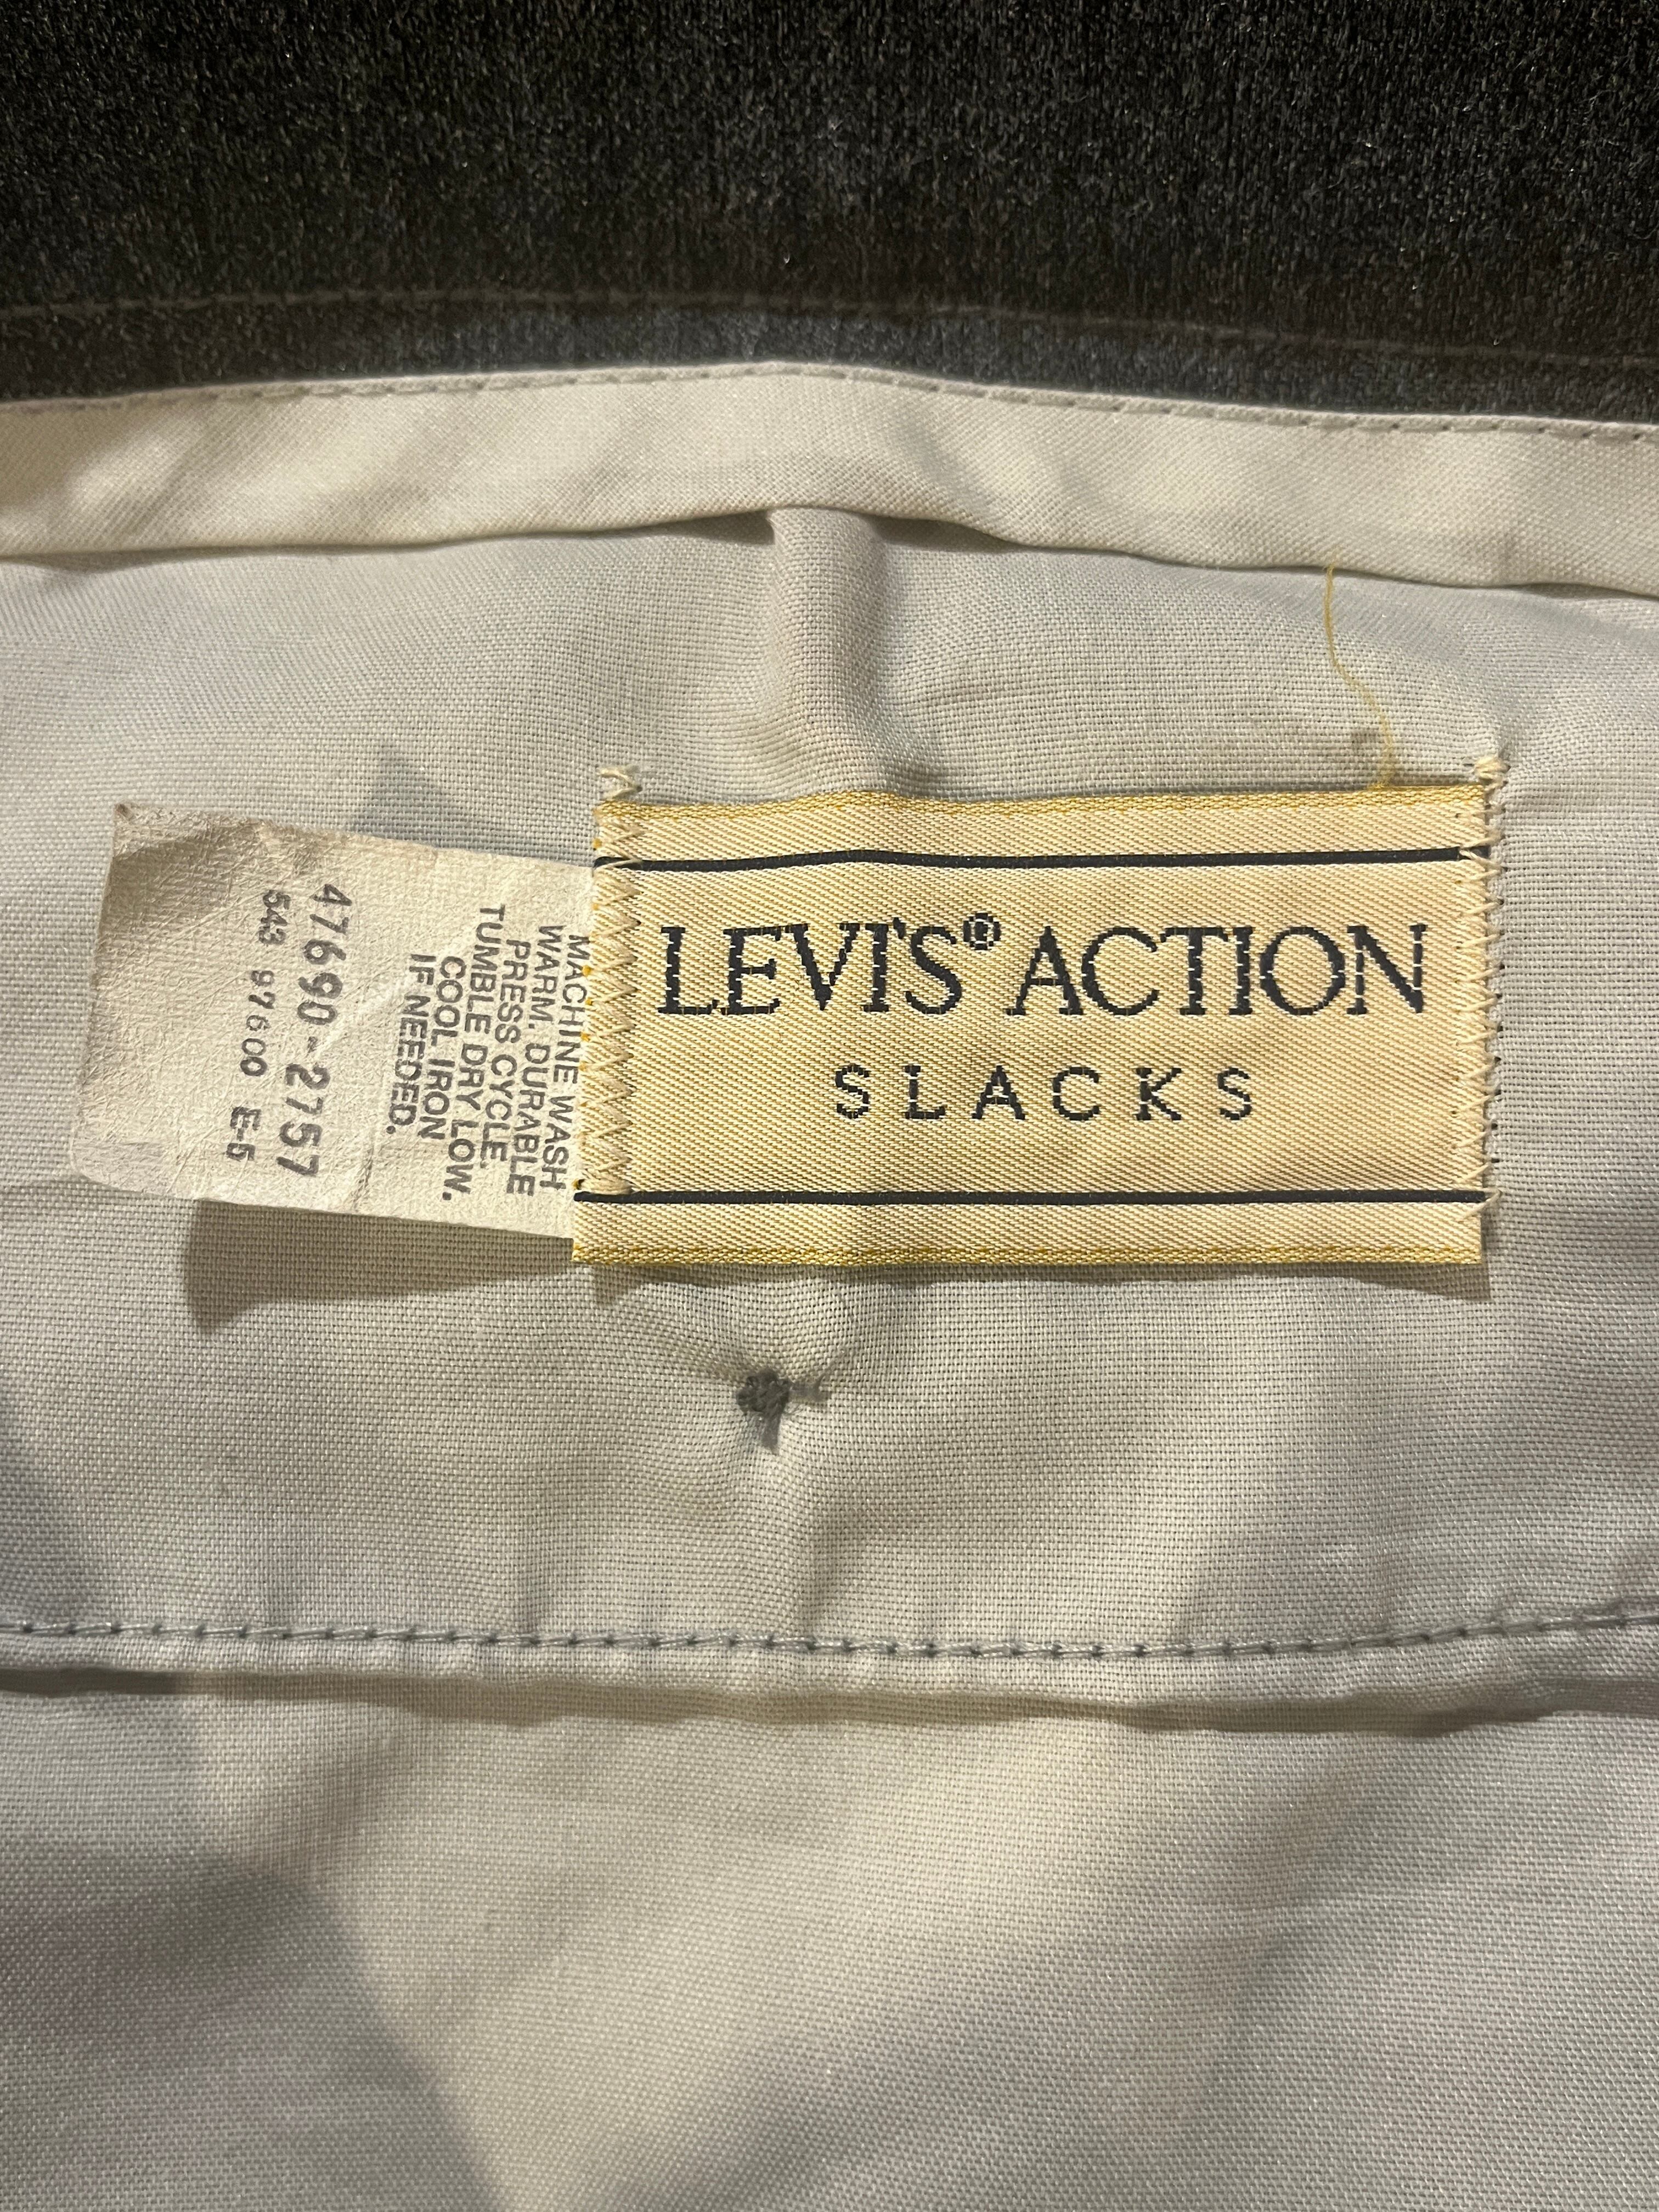 LEVI'S® ACTION
SLACKS
MACHINE WASH
WARM, DURABLE
PRESS CYCLE.
TUMBLE DRY LOW.
COOL IRON
IF NEEDED.
47690-2757
543 97600 E-5